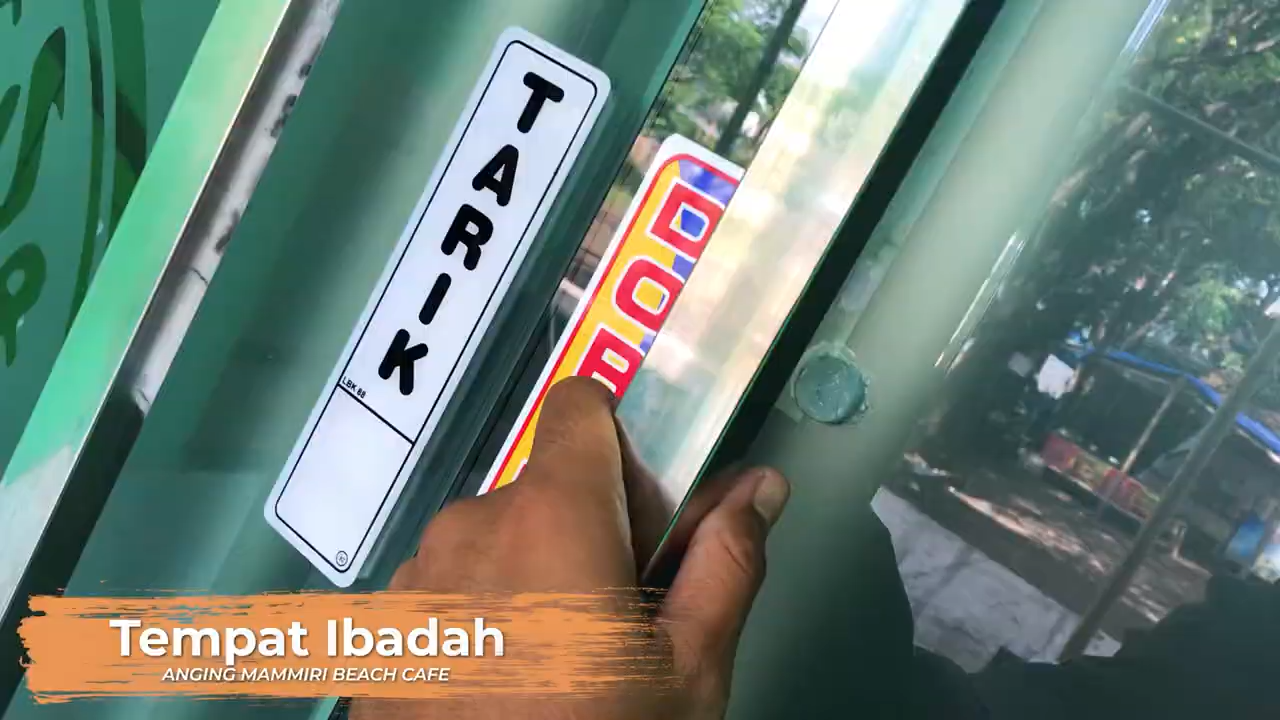 TARIK
LBK 88
DOR
Tempat Ibadah
ANGING MAMMIRI BEACH CAFE